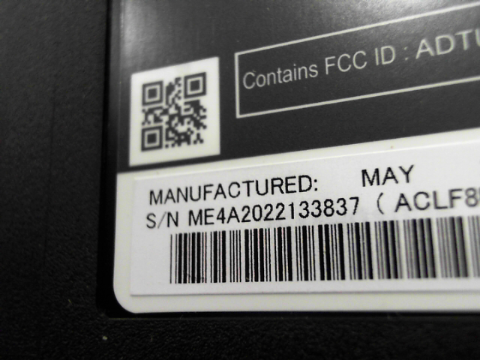 Contains FCC ID : ADTU
MANUFACTURED: MAY
S/N ME4A2022133837 ( ACLF8